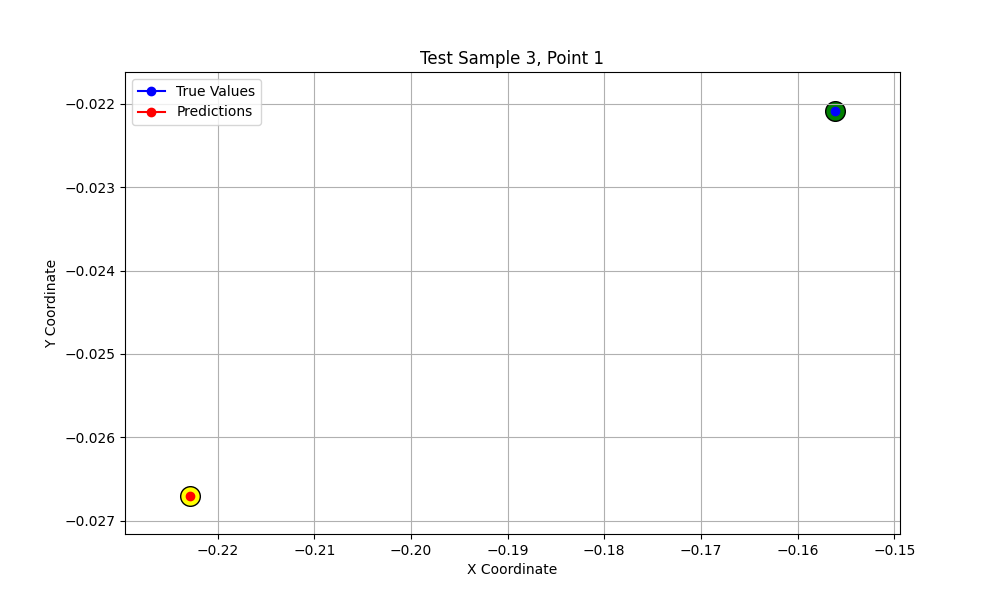 Test Sample 3, Point 1
True Values
Predictions
−0.022
−0.023
−0.024
−0.025
−0.026
−0.027
Y Coordinate
−0.22 −0.21 −0.20 −0.19 −0.18 −0.17 −0.16 −0.15
X Coordinate